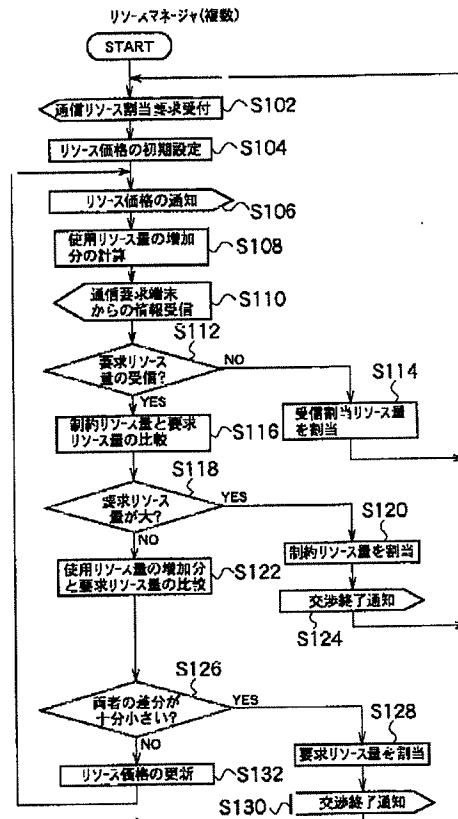 リソースマネージャ(複数)
START
通信リソース割当要求受付
S102
リソース価格の初期設定
S104
リソース価格の通知
S106
使用リソース量の増加
分の計算
S108
通信要求端末
からの情報受信
S110
S112
要求リソース
量の受信?
NO
YES
S114
受信割当リソース量
を割当
制約リソース量と要求
リソース量の比較
S116
S118
要求リソース
量が大?
YES
NO
S120
制約リソース量を割当
使用リソース量の増加分
と要求リソース量の比較
S122
交渉終了通知
S124
S126
両者の差分が
十分小さい?
YES
NO
S128
要求リソース量を割当
リソース価格の更新
S132
S130
交渉終了通知